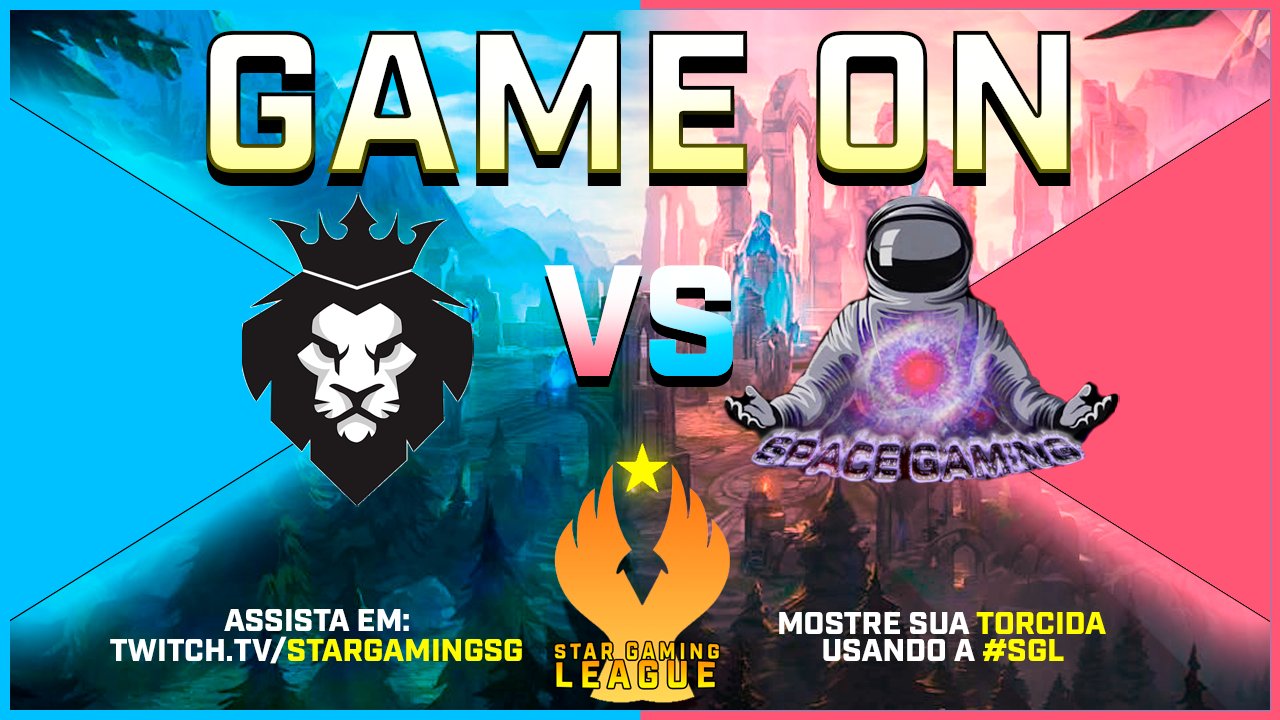 GAME ON
VS
SPACE GAMING
ASSISTA EM:
TWITCH.TV/STARGAMINGSG
STAR GAMING
LEAGUE
MOSTRE SUA TORCIDA
USANDO A #SGL